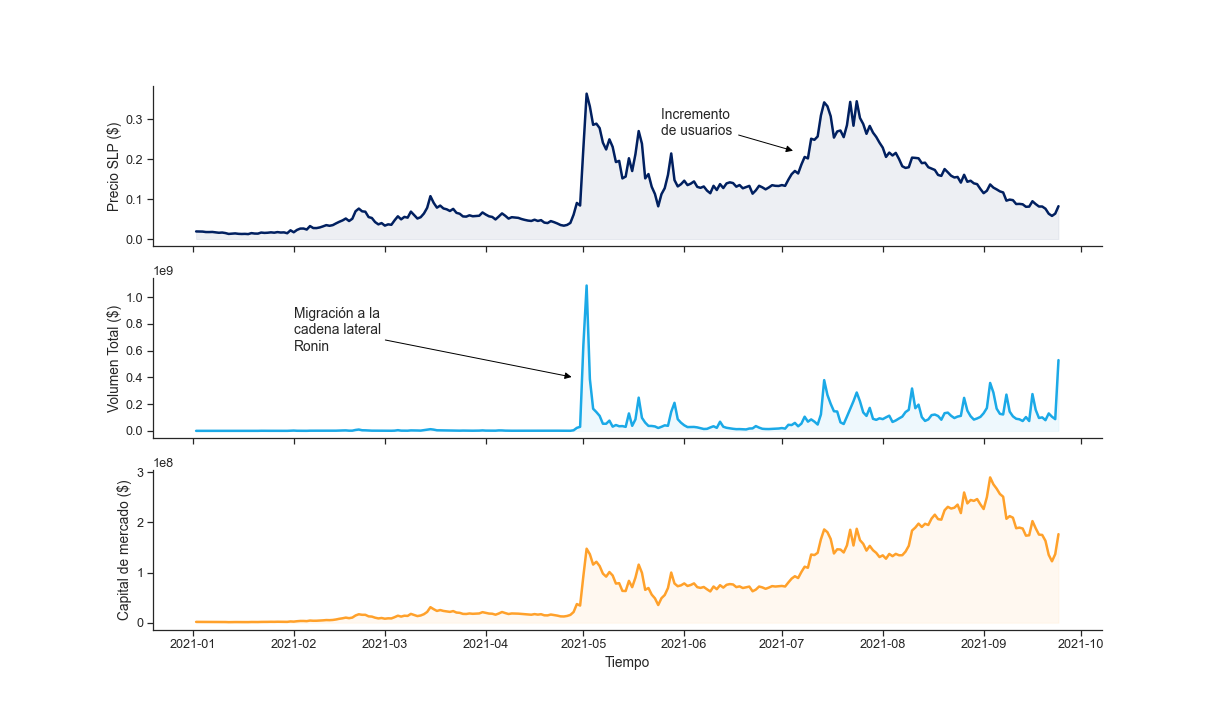 Precio SLP ($)
0.3
0.2
0.1
0.0
Incremento
de usuarios
1e9
Volumen Total ($)
1.0
0.8
0.6
0.4
0.2
0.0
Migración a la
cadena lateral
Ronin
1e8
Capital de mercado ($)
3
2
1
0
2021-01
2021-02
2021-03
2021-04
2021-05
2021-06
2021-07
2021-08
2021-09
2021-10
Tiempo